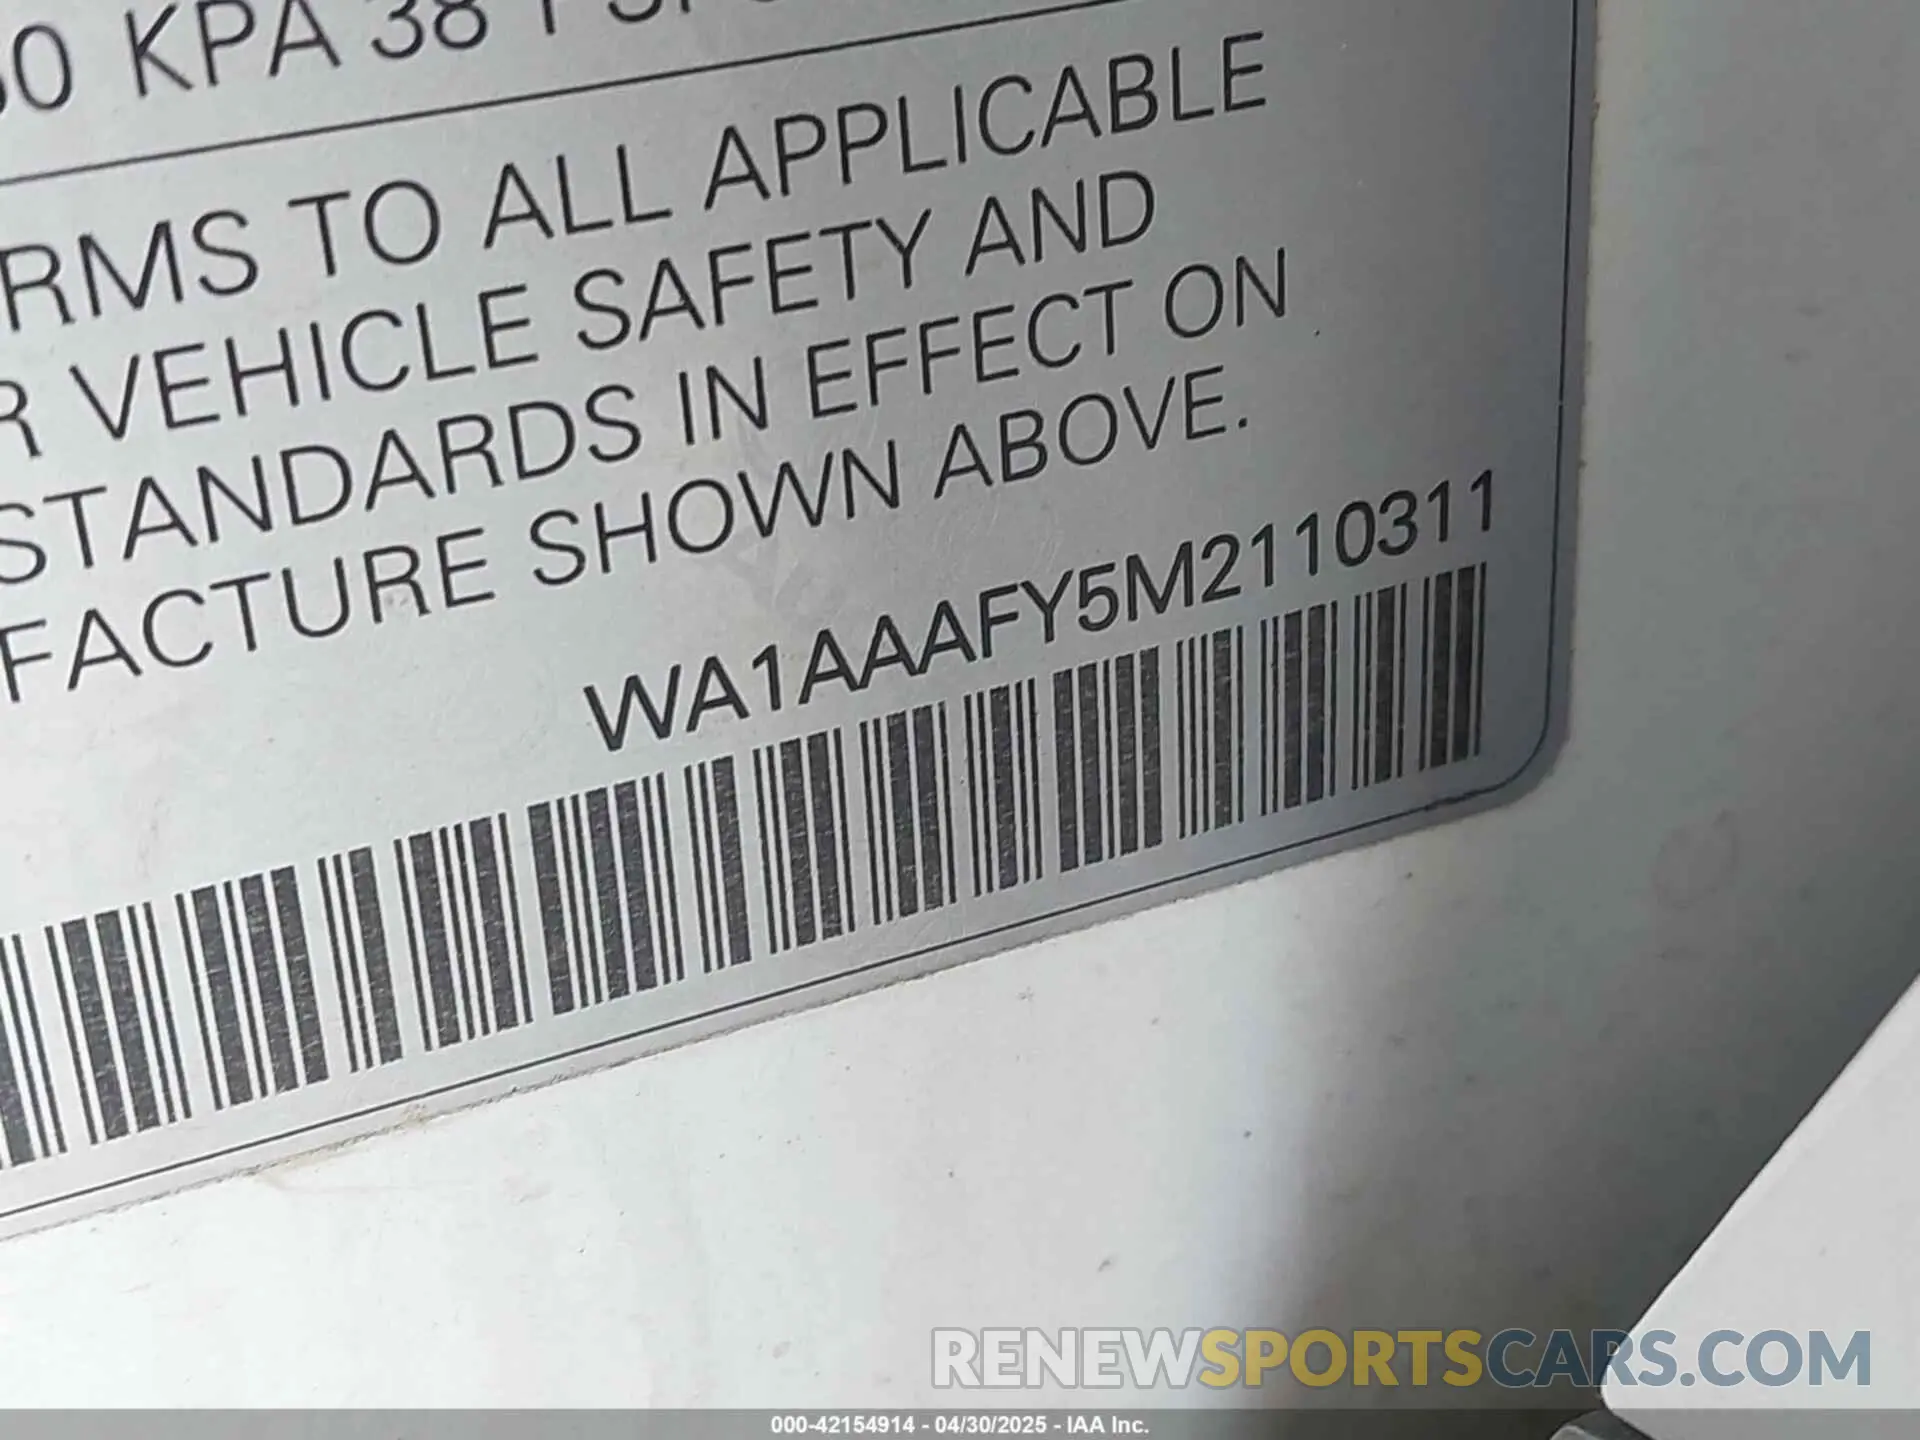 KPA 38
RMS TO ALL APPLICABLE
R VEHICLE SAFETY AND
STANDARDS IN EFFECT ON
FACTURE SHOWN ABOVE.
WA1AAAFY5M2110311
RENEWSPORTSCARS.COM
000-42154914 - 04/30/2025 - IAA Inc.